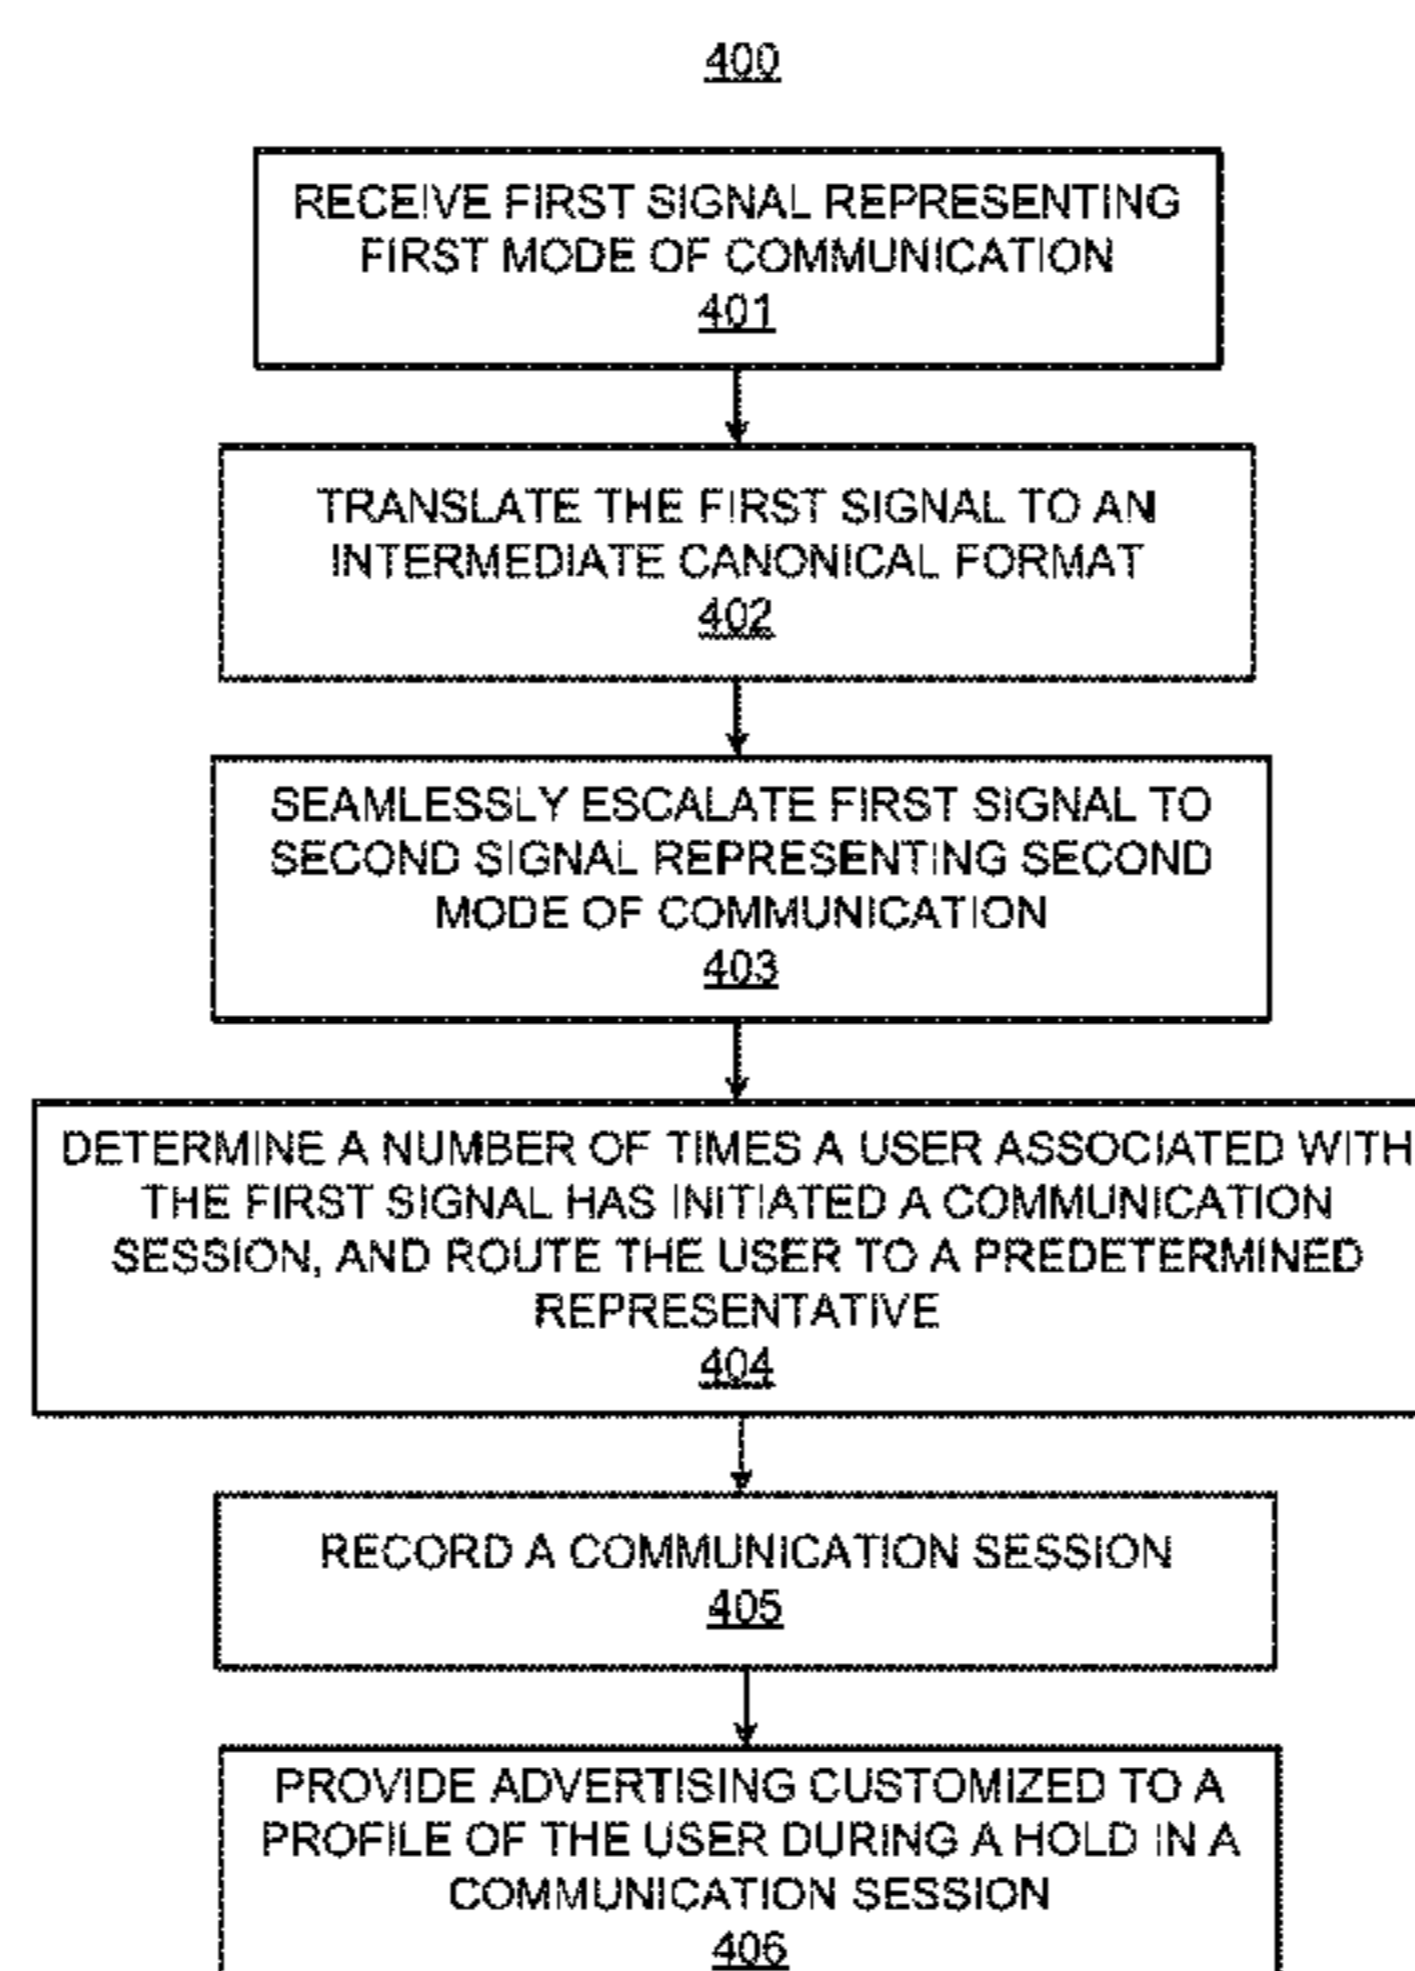 400
RECEIVE FIRST SIGNAL REPRESENTING
FIRST MODE OF COMMUNICATION
401
TRANSLATE THE FIRST SIGNAL TO AN
INTERMEDIATE CANONICAL FORMAT
402
SEAMLESSLY ESCALATE FIRST SIGNAL TO
SECOND SIGNAL REPRESENTING SECOND
MODE OF COMMUNICATION
403
DETERMINE A NUMBER OF TIMES A USER ASSOCIATED WITH
THE FIRST SIGNAL HAS INITIATED A COMMUNICATION
SESSION, AND ROUTE THE USER TO A PREDETERMINED
REPRESENTATIVE
404
RECORD A COMMUNICATION SESSION
405
PROVIDE ADVERTISING CUSTOMIZED TO A
PROFILE OF THE USER DURING A HOLD IN A
COMMUNICATION SESSION
406